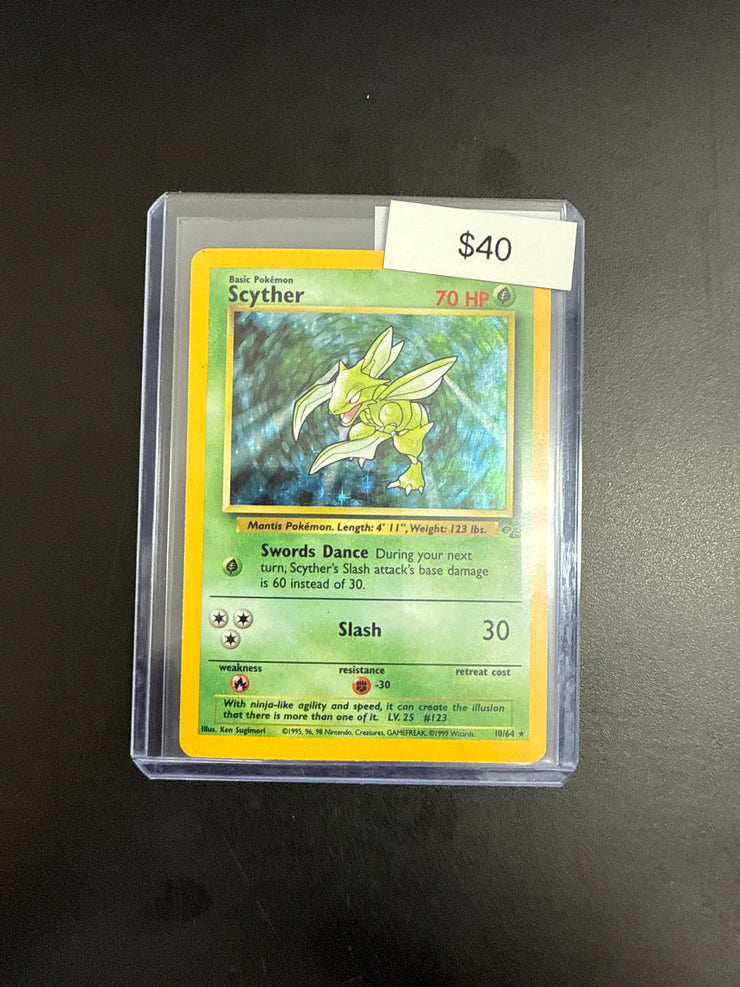 $40
Basic Pokémon
Scyther
70 HP
Mantis Pokémon. Length: 4' 11", Weight: 123 lbs.
Swords Dance During your next
turn, Scyther's Slash attack's base damage
is 60 instead of 30.
Slash 30
weakness resistance retreat cost
-30
With ninja-like agility and speed, it can create the illusion
that there is more than one of it. LV. 25 #123
Illus. Ken Sugimori ©1995, 96, 98 Nintendo, Creatures, GAMEFREAK. ©1999 Wizards. 10/64 ★